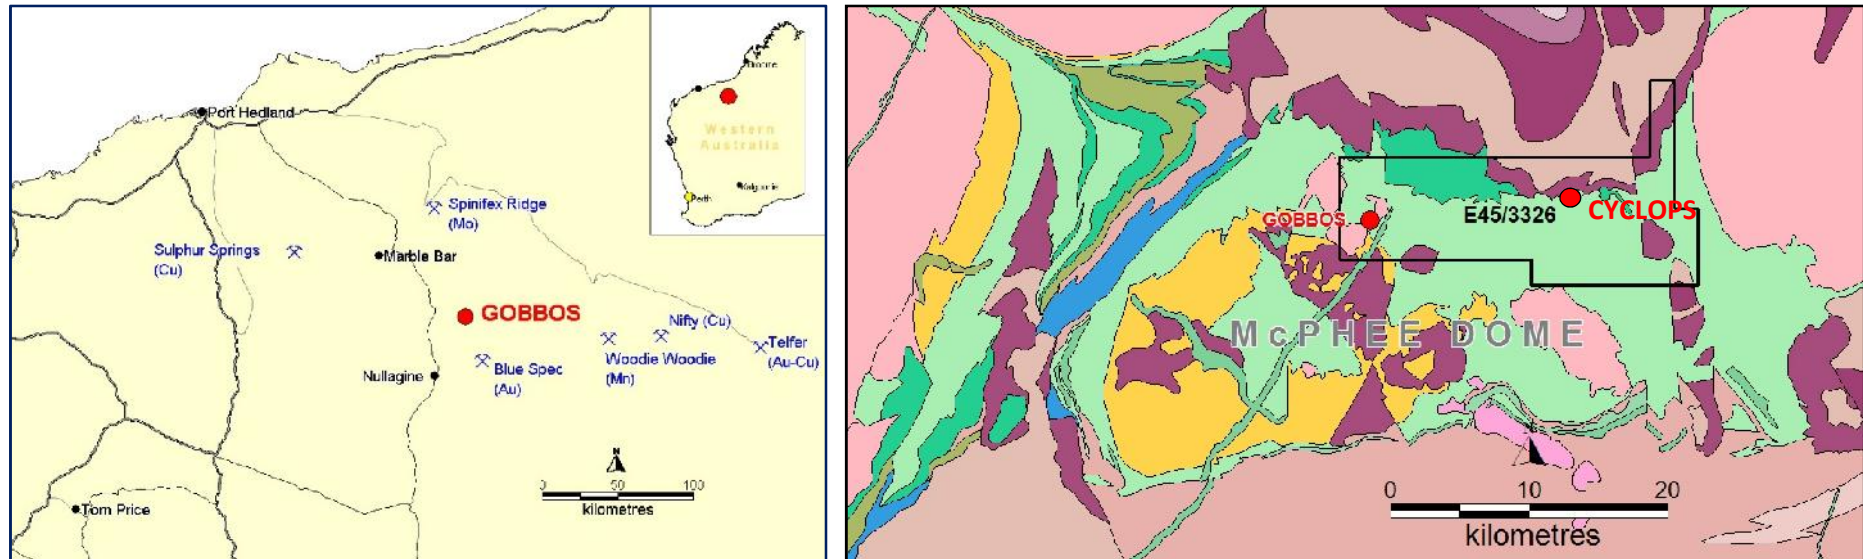 Broome
Western
Australia
Kalgoorlie
Perth
Port Hedland
Spinifex Ridge
(Mo)
Sulphur Springs
(Cu)
Marble Bar
GOBBOS
Nifty (Cu)
Telfer
(Au-Cu)
Woodie Woodie
(Mn)
Blue Spec
(Au)
Nullagine
N
0 50 100
kilometres
Tom Price
GOBBOS
E45/3326
CYCLOPS
McPHEE DOME
0 10 20
kilometres